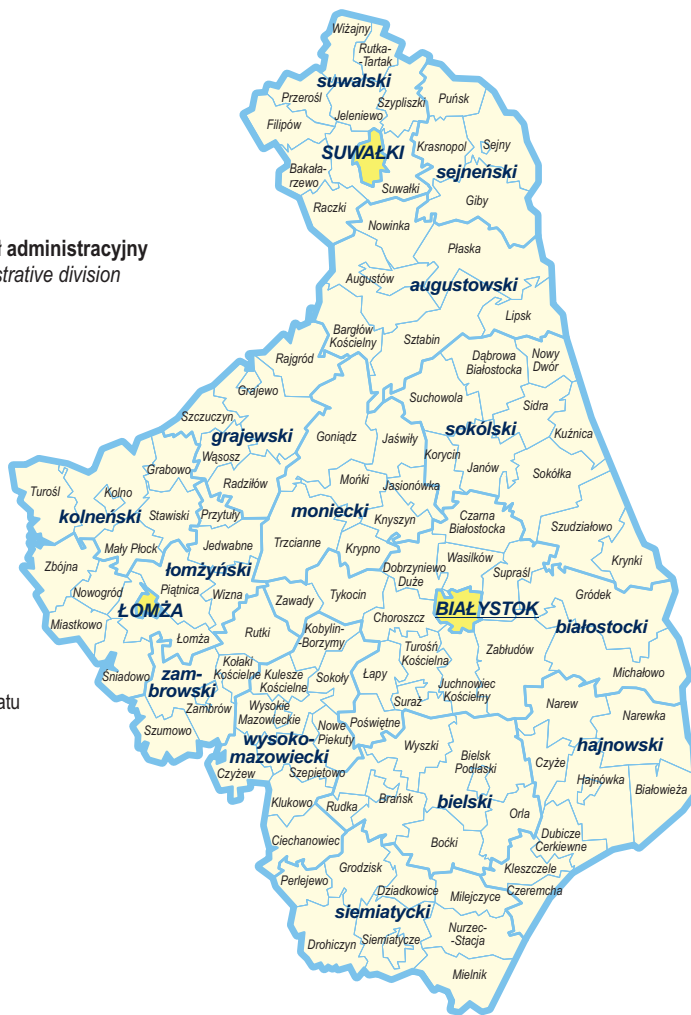 Wiżajny
Rutka-
-Tartak
suwalski
Przerośl
Szypliszki
Puńsk
Filipów
Jeleniewo
Krasnopol
Sejny
SUWAŁKI
sejneński
Bakała-
rzewo
Suwałki
Giby
Raczki
Nowinka
ł administracyjny
strative division
Płaska
Augustów
augustowski
Lipsk
Bargłów
Kościelny
Sztabin
Rajgród
Dąbrowa
Białostocka
Nowy
Dwór
Grajewo
Suchowola
Sidra
Szczuczyn
grajewski
Goniądz
Jaświły
sokólski
Kuźnica
Wąsosz
Korycin
Janów
Grabowo
Sokółka
Turośl
Kolno
Radziłów
Mońki
Jasionówka
kolneński
Stawiski
Przytuły
moniecki
Knyszyn
Czarna
Białostocka
Szudziałowo
Mały Płock
Jedwabne
Trzcianne
Krypno
Wasilków
Krynki
Zbójna
łomżyński
Dobrzyniewo
Duże
Supraśl
Nowogród
Piątnica
Wizna
Zawady
Tykocin
Gródek
ŁOMŻA
BIAŁYSTOK
Miastkowo
Choroszcz
białostocki
Łomża
Rutki
Kobylin-
-Borzymy
Turośń
Kościelna
Zabłudów
Śniadowo
zam-
browski
Kołaki
Kościelne
Kulesze
Kościelne
Sokoły
Łapy
Michałowo
Juchnowiec
Kościelny
atu
Zambrów
Wysokie
Mazowieckie
Suraż
Narew
Narewka
Szumowo
Nowe
Piekuty
Poświętne
wysoko-
mazowiecki
Wyszki
Bielsk
Podlaski
hajnowski
Czyżew
Szepietowo
Czyże
Hajnówka
Białowieża
Klukowo
Rudka
Brańsk
bielski
Orla
Ciechanowiec
Boćki
Dubicze
Cerkiewne
Grodzisk
Kleszczele
Perlejewo
Dziadkowice
Milejczyce
Czeremcha
siemiatycki
Nurzec-
-Stacja
Drohiczyn
Siemiatycze
Mielnik